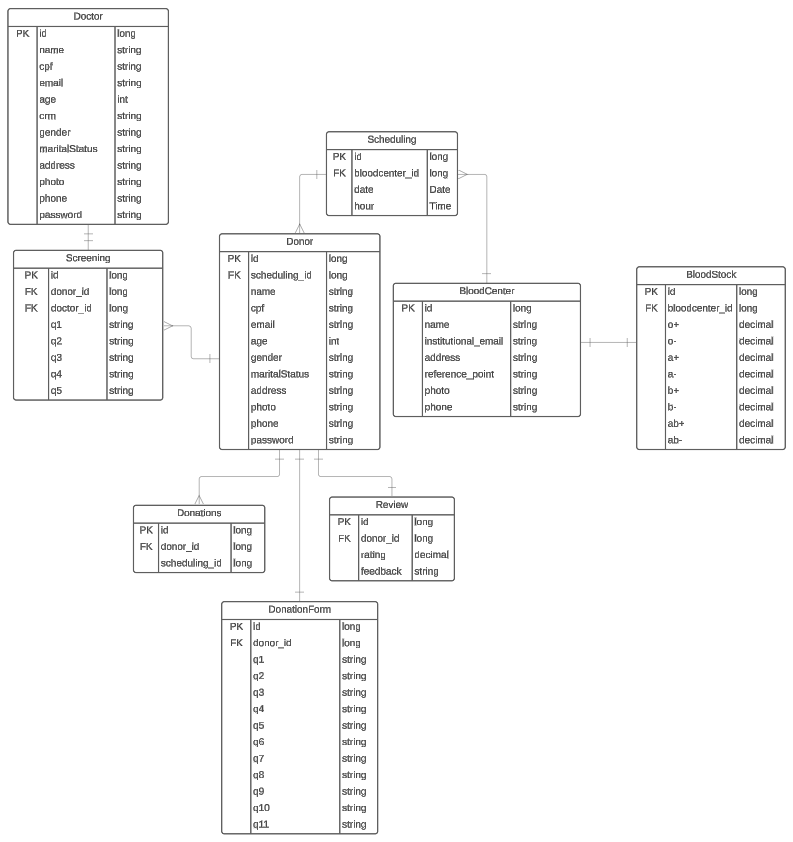 Doctor
PK id long
name string
cpf string
email string
age int
crm string
gender string
maritalStatus string
address string
photo string
phone string
password string
Scheduling
PK id long
FK bloodcenter_id long
date Date
hour Time
Donor
PK id long
FK scheduling_id long
name string
cpf string
email string
age int
gender string
maritalStatus string
address string
photo string
phone string
password string
Screening
PK id long
FK donor_id long
FK doctor_id long
q1 string
q2 string
q3 string
q4 string
q5 string
BloodCenter
PK id long
name string
institutional_email string
address string
reference_point string
photo string
phone string
BloodStock
PK id long
FK bloodcenter_id long
o+ decimal
o- decimal
a+ decimal
a- decimal
b+ decimal
b- decimal
ab+ decimal
ab- decimal
Donations
PK id long
FK donor_id long
scheduling_id long
Review
PK id long
FK donor_id long
rating decimal
feedback string
DonationForm
PK id long
FK donor_id long
q1 string
q2 string
q3 string
q4 string
q5 string
q6 string
q7 string
q8 string
q9 string
q10 string
q11 string